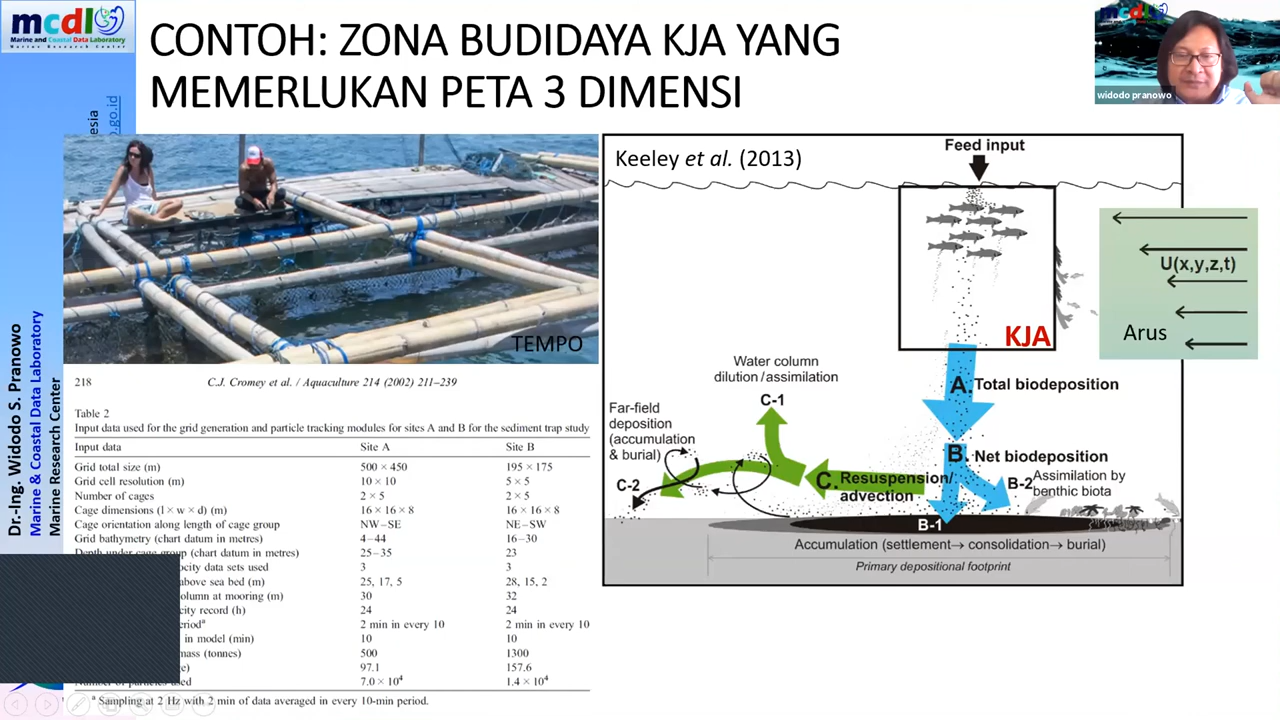 mcdl
Marine and Coastal Data Laboratory
Marine Research Center
CONTOH: ZONA BUDIDAYA KJA YANG
MEMERLUKAN PETA 3 DIMENSI
widodo pranowo
Dr.-Ing. Widodo S. Pranowo
Marine & Coastal Data Laboratory
Marine Research Center
TEMPO
218
C.J. Cromey et al. / Aquaculture 214 (2002) 211–239
Table 2
Input data used for the grid generation and particle tracking modules for sites A and B for the sediment trap study
Input data Site A Site B
Grid total size (m) 500 × 450 195 × 175
Grid cell resolution (m) 10 × 10 5 × 5
Number of cages 2 × 5 2 × 5
Cage dimensions (l × w × d) (m) 16 × 16 × 8 16 × 16 × 8
Cage orientation along length of cage group NW–SE NE–SW
Grid bathymetry (chart datum in metres) 4–44 16–30
Depth under cage group (chart datum in metres) 25–35 23
data sets used 3 3
above sea bed (m) 25, 17, 5 28, 15, 2
at mooring (m) 30 32
record (h) 24 24
2 min in every 10 2 min in every 10
in model (min) 10 10
(tonnes) 500 1300
97.1 157.6
used 7.0 × 10⁴ 1.4 × 10⁴
ᵃ Sampling at 2 Hz with 2 min of data averaged in every 10-min period.
Keeley et al. (2013)
Feed input
KJA
U(x,y,z,t)
Arus
A. Total biodeposition
Water column
dilution/assimilation
C-1
Far-field
deposition
(accumulation
& burial)
C-2
B. Net biodeposition
C. Resuspension/
advection
B-2 Assimilation by
benthic biota
B-1
Accumulation (settlement→ consolidation→ burial)
Primary depositional footprint